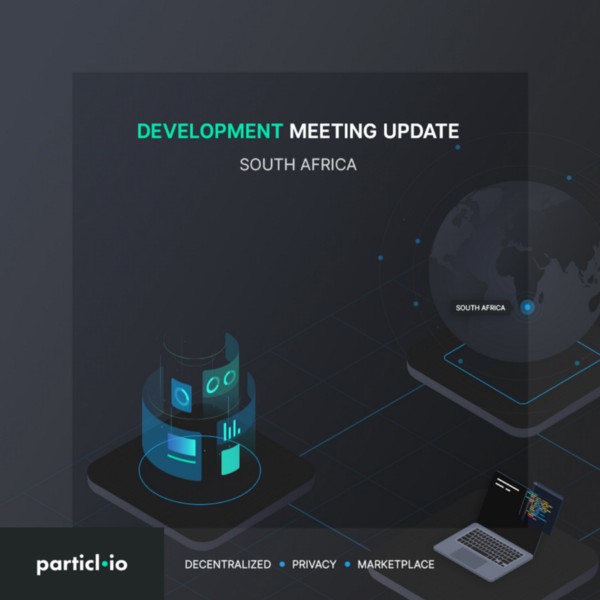 DEVELOPMENT MEETING UPDATE
SOUTH AFRICA
SOUTH AFRICA
particl•io
DECENTRALIZED • PRIVACY • MARKETPLACE